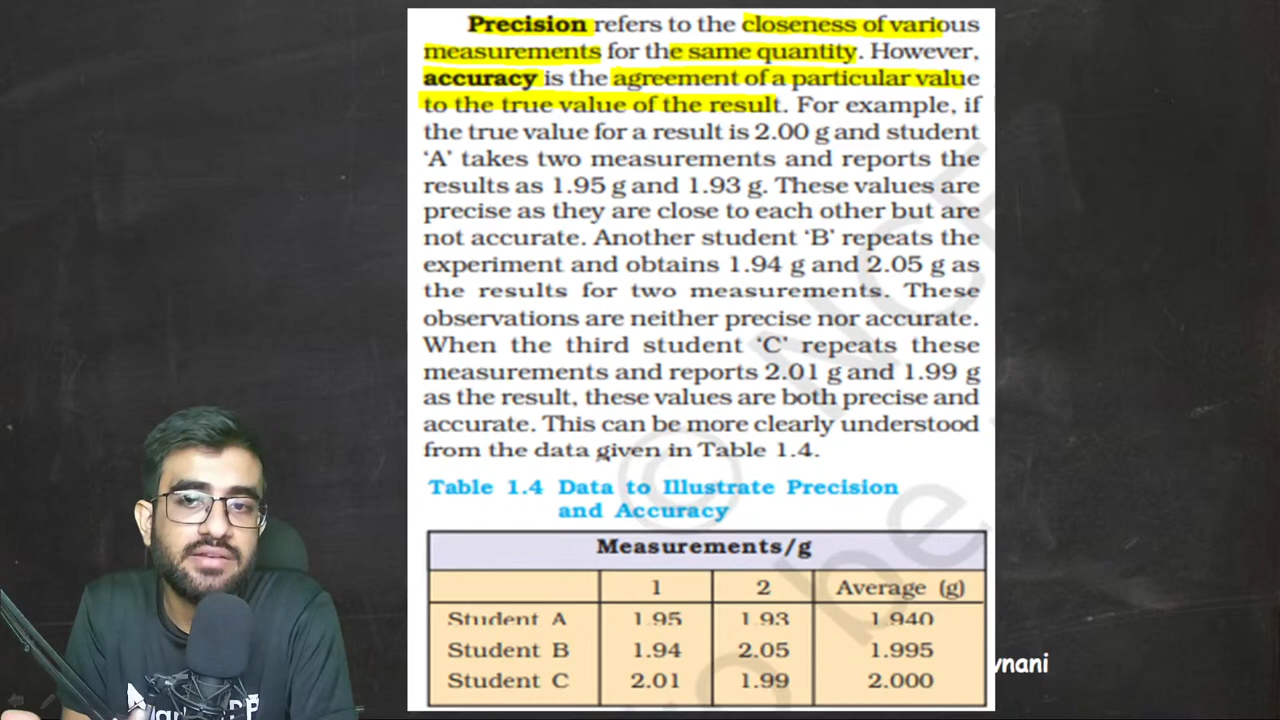 Precision refers to the closeness of various
measurements for the same quantity. However,
accuracy is the agreement of a particular value
to the true value of the result. For example, if
the true value for a result is 2.00 g and student
‘A’ takes two measurements and reports the
results as 1.95 g and 1.93 g. These values are
precise as they are close to each other but are
not accurate. Another student ‘B’ repeats the
experiment and obtains 1.94 g and 2.05 g as
the results for two measurements. These
observations are neither precise nor accurate.
When the third student ‘C’ repeats these
measurements and reports 2.01 g and 1.99 g
as the result, these values are both precise and
accurate. This can be more clearly understood
from the data given in Table 1.4.
Table 1.4 Data to Illustrate Precision
and Accuracy
Measurements/g
1 2 Average (g)
Student A 1.95 1.93 1.940
Student B 1.94 2.05 1.995
Student C 2.01 1.99 2.000